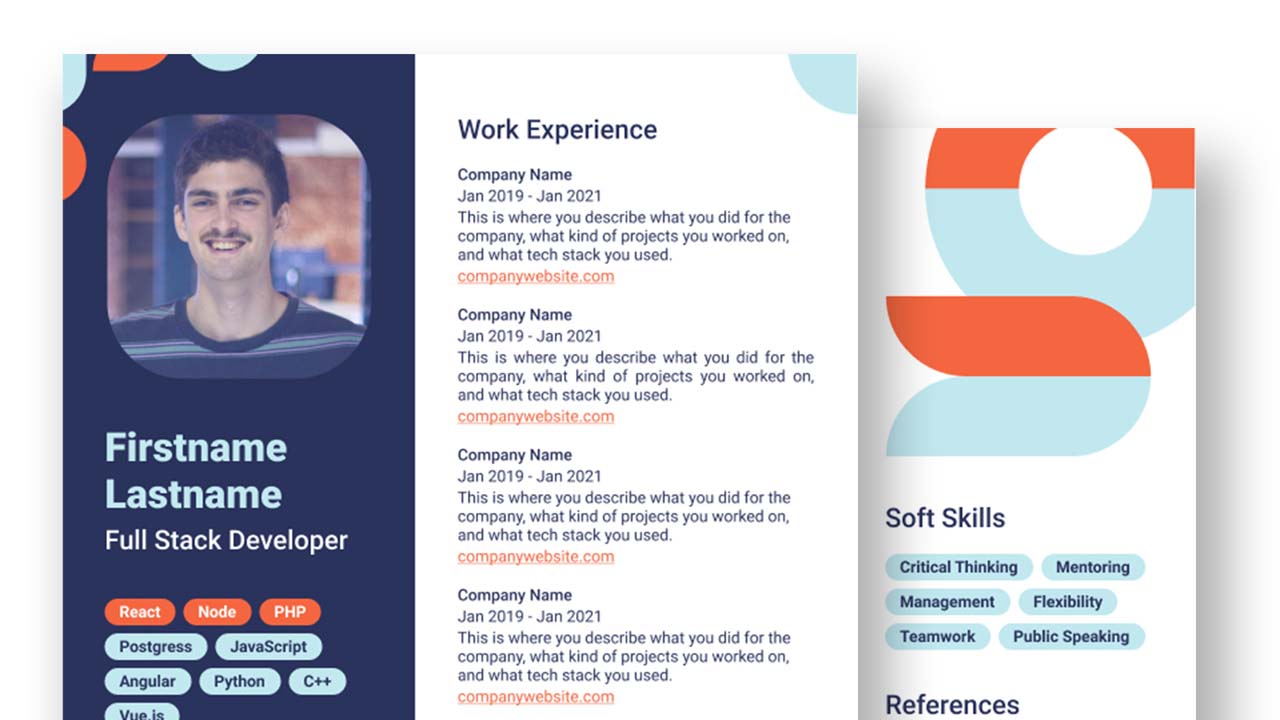 Firstname
Lastname
Full Stack Developer
React Node PHP
Postgress JavaScript
Angular Python C++
Vue.js
Work Experience
Company Name
Jan 2019 - Jan 2021
This is where you describe what you did for the
company, what kind of projects you worked on,
and what tech stack you used.
companywebsite.com
Company Name
Jan 2019 - Jan 2021
This is where you describe what you did for the
company, what kind of projects you worked on,
and what tech stack you used.
companywebsite.com
Company Name
Jan 2019 - Jan 2021
This is where you describe what you did for the
company, what kind of projects you worked on,
and what tech stack you used.
companywebsite.com
Company Name
Jan 2019 - Jan 2021
This is where you describe what you did for the
company, what kind of projects you worked on,
and what tech stack you used.
companywebsite.com
Soft Skills
Critical Thinking Mentoring
Management Flexibility
Teamwork Public Speaking
References